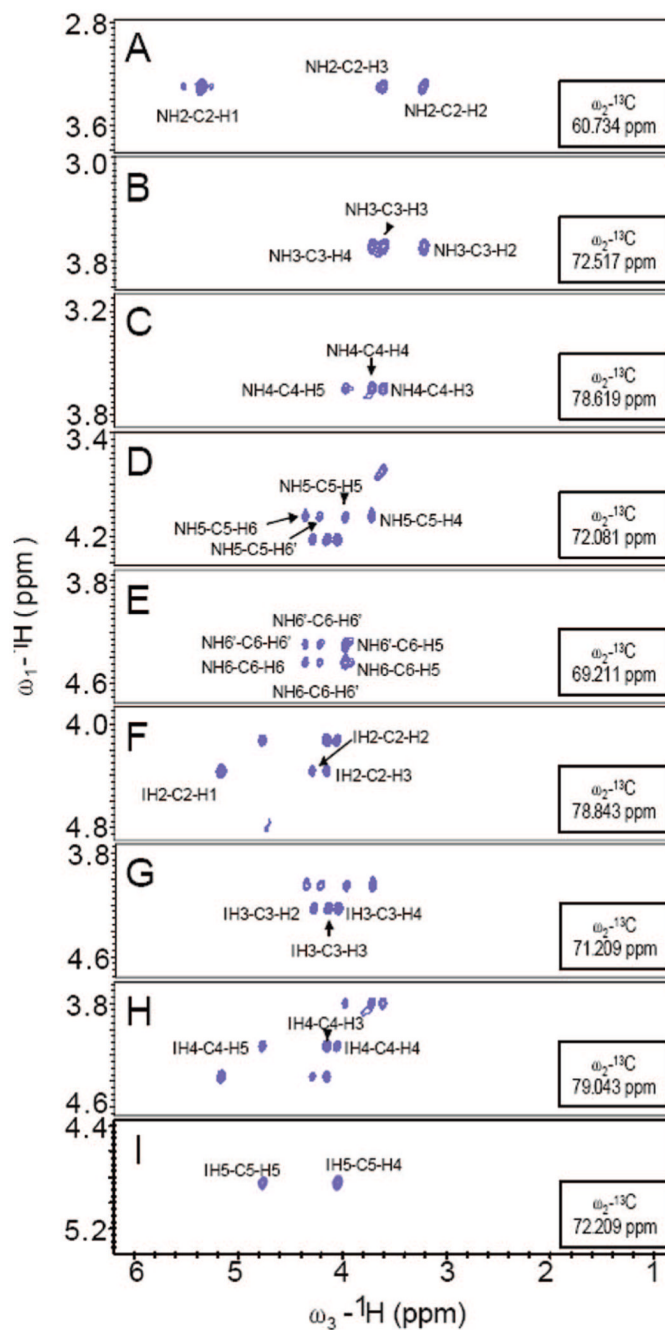 2.8
A
NH2-C2-H3
NH2-C2-H1
NH2-C2-H2
ω2-13C
60.734 ppm
3.6
3.0
B
NH3-C3-H3
NH3-C3-H4
NH3-C3-H2
ω2-13C
72.517 ppm
3.8
3.2
C
NH4-C4-H4
NH4-C4-H5
NH4-C4-H3
ω2-13C
78.619 ppm
3.8
3.4
D
NH5-C5-H5
NH5-C5-H6
NH5-C5-H4
NH5-C5-H6'
ω2-13C
72.081 ppm
4.2
3.8
E
NH6'-C6-H6'
NH6'-C6-H6'
NH6'-C6-H5
NH6-C6-H6
NH6-C6-H5
NH6-C6-H6'
ω2-13C
69.211 ppm
4.6
4.0
F
IH2-C2-H2
IH2-C2-H1
IH2-C2-H3
ω2-13C
78.843 ppm
4.8
3.8
G
IH3-C3-H2
IH3-C3-H4
IH3-C3-H3
ω2-13C
71.209 ppm
4.6
3.8
H
IH4-C4-H3
IH4-C4-H5
IH4-C4-H4
ω2-13C
79.043 ppm
4.6
4.4
I
IH5-C5-H5
IH5-C5-H4
ω2-13C
72.209 ppm
5.2
6 5 4 3 2 1
ω3-1H (ppm)
ω1-1H (ppm)